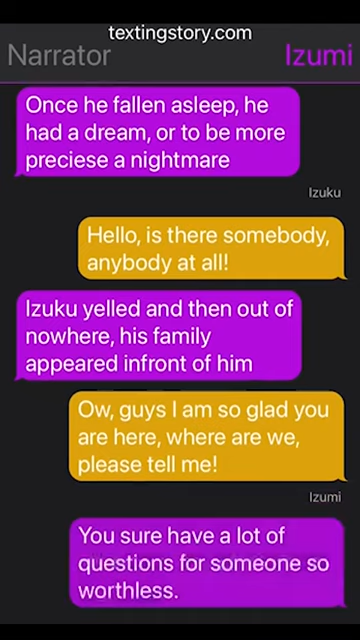 textingstory.com
Narrator
Izumi
Once he fallen asleep, he
had a dream, or to be more
preciese a nightmare
Izuku
Hello, is there somebody,
anybody at all!
Izuku yelled and then out of
nowhere, his family
appeared infront of him
Ow, guys I am so glad you
are here, where are we,
please tell me!
Izumi
You sure have a lot of
questions for someone so
worthless.